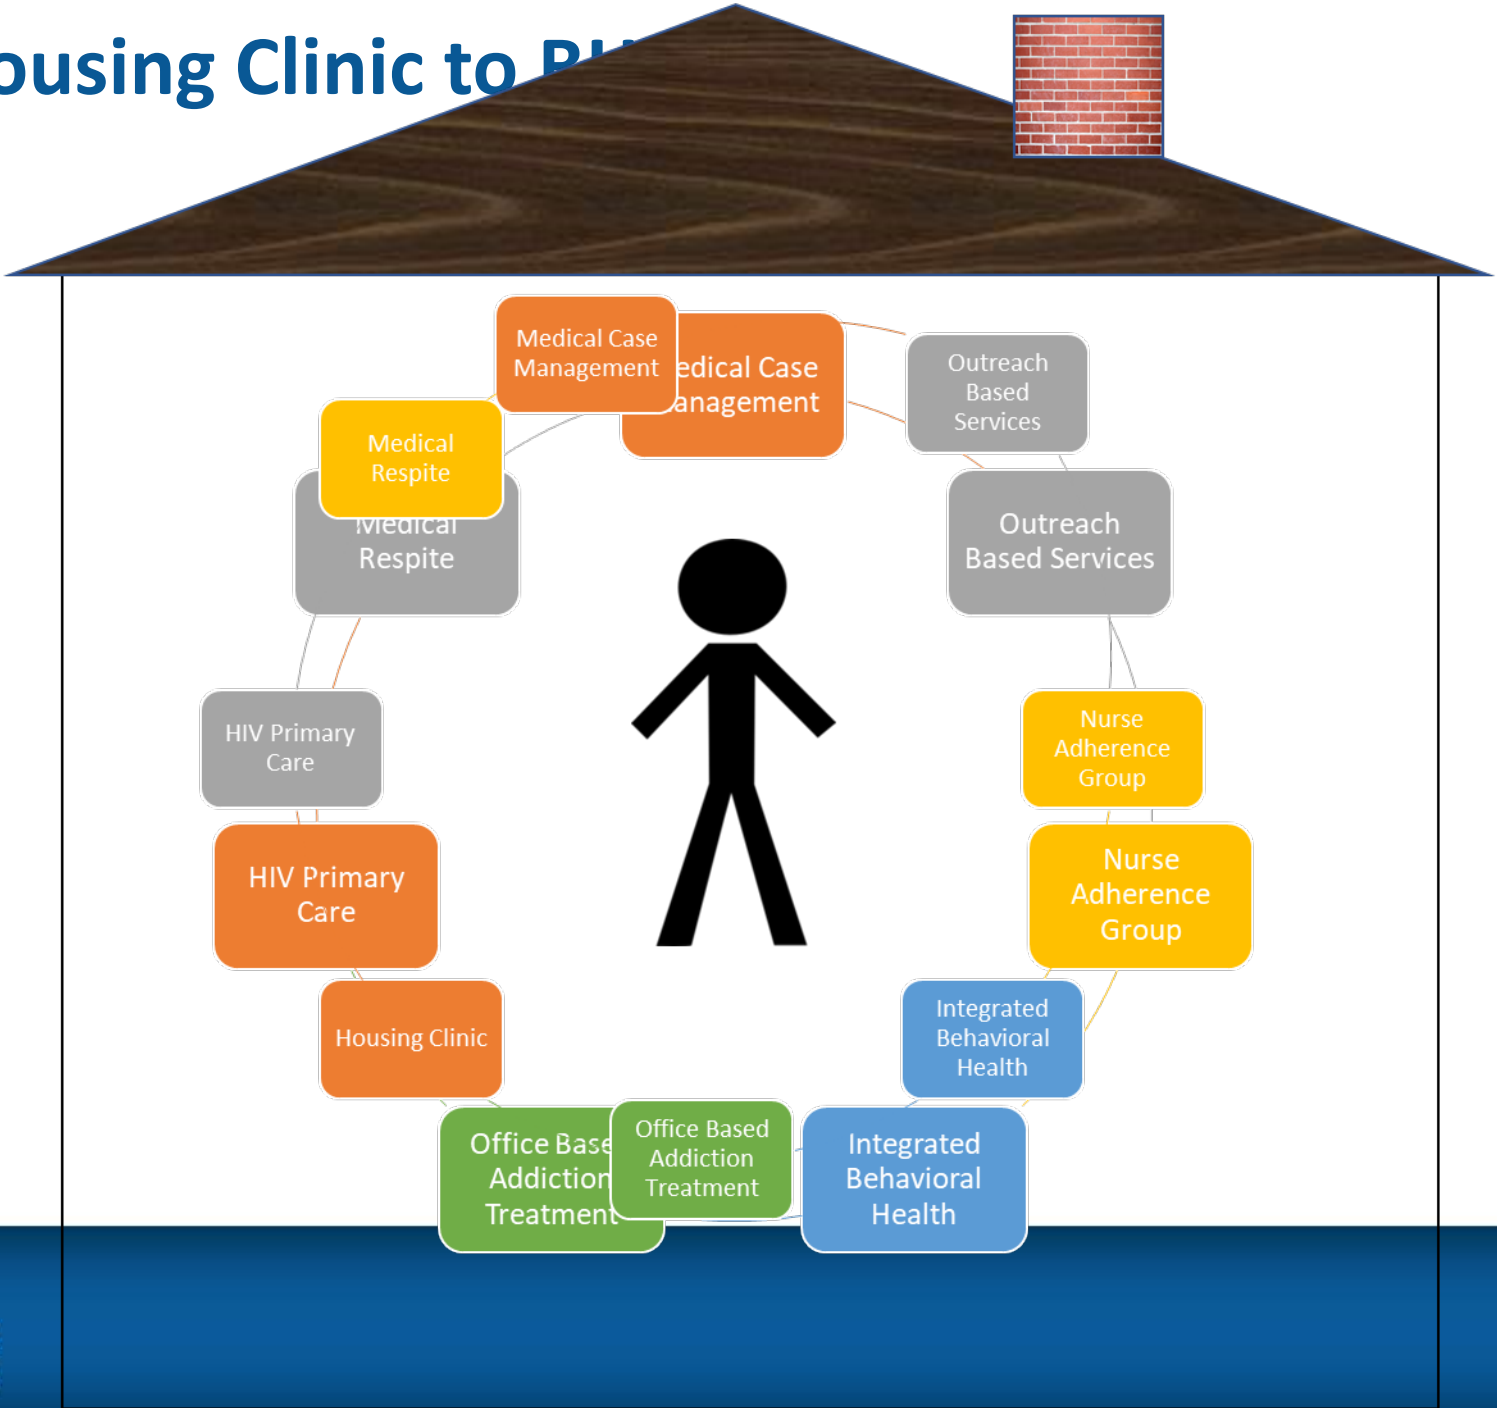 ousing Clinic to
Medical Case
Management
edical Case
anagement
Outreach
Based
Services
Medical
Respite
Medical
Respite
Outreach
Based Services
HIV Primary
Care
Nurse
Adherence
Group
HIV Primary
Care
Nurse
Adherence
Group
Housing Clinic
Integrated
Behavioral
Health
Office Base
Addiction
Treatment
Office Based
Addiction
Treatment
Integrated
Behavioral
Health